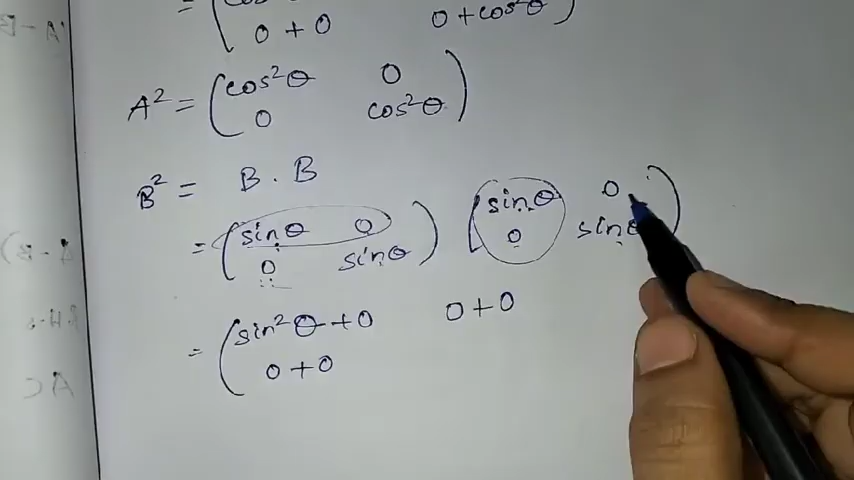 = (cos²θ
0 + 0 0 + cos²θ)
A² = (cos²θ 0
0 cos²θ)
B² = B . B
= (sinθ 0 (sinθ 0
0 sinθ) 0 sinθ)
= (sin²θ + 0 0 + 0
0 + 0